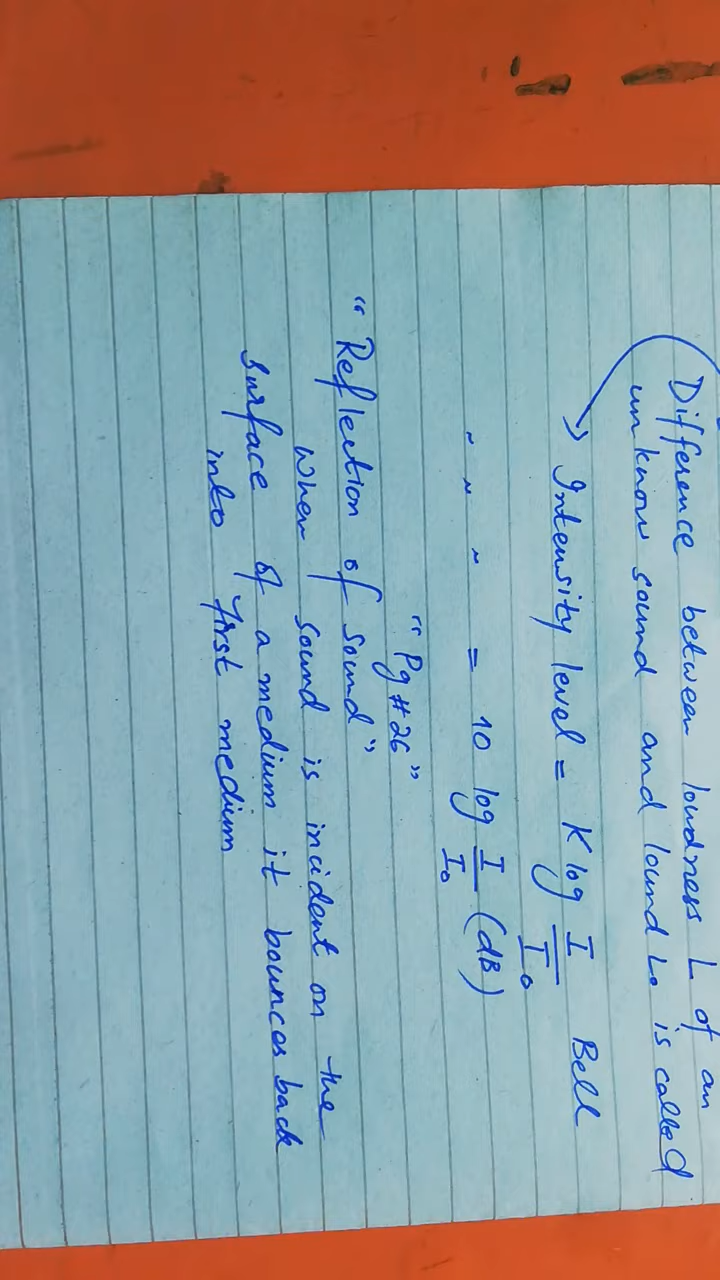 Difference between loudness L of an
unknow sound and lound L₀ is called
→ Intensity level = K log I/I₀ Bell
" " " = 10 log I/I₀ (dB)
"Pg # 26"
"Reflection of sound"
When sound is incident on the
surface of a medium it bounces back
into first medium